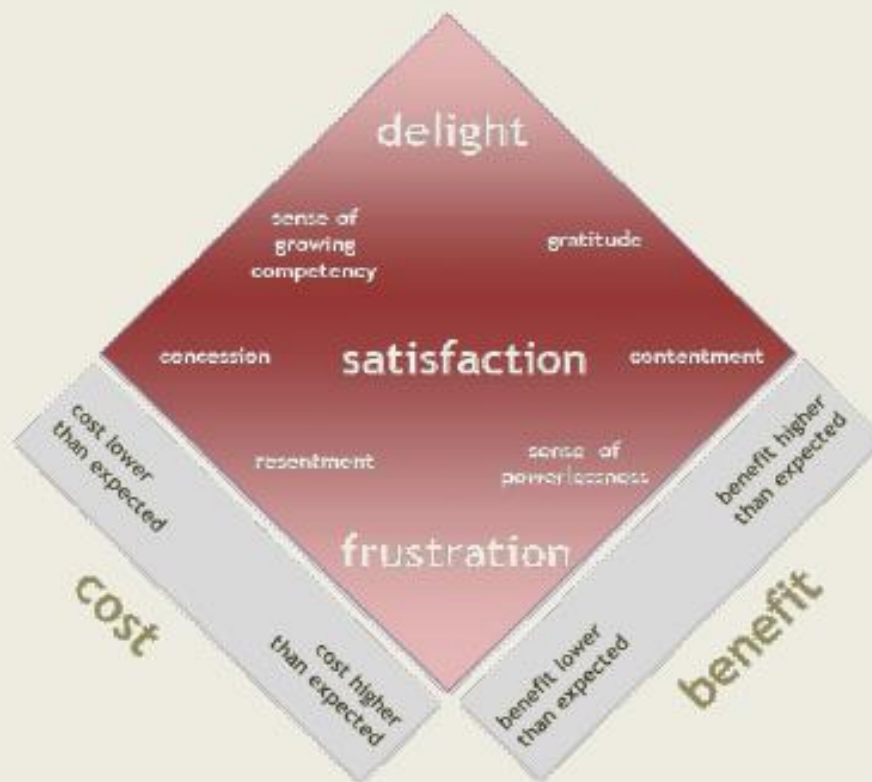 delight
sense of
growing
competency
gratitude
concession
satisfaction
contentment
resentment
sense of
powerlessness
frustration
cost lower
than expected
cost higher
than expected
cost
benefit lower
than expected
benefit higher
than expected
benefit